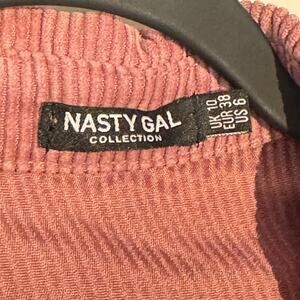 NASTY GAL
COLLECTION
UK 10
EUR 38
US 6